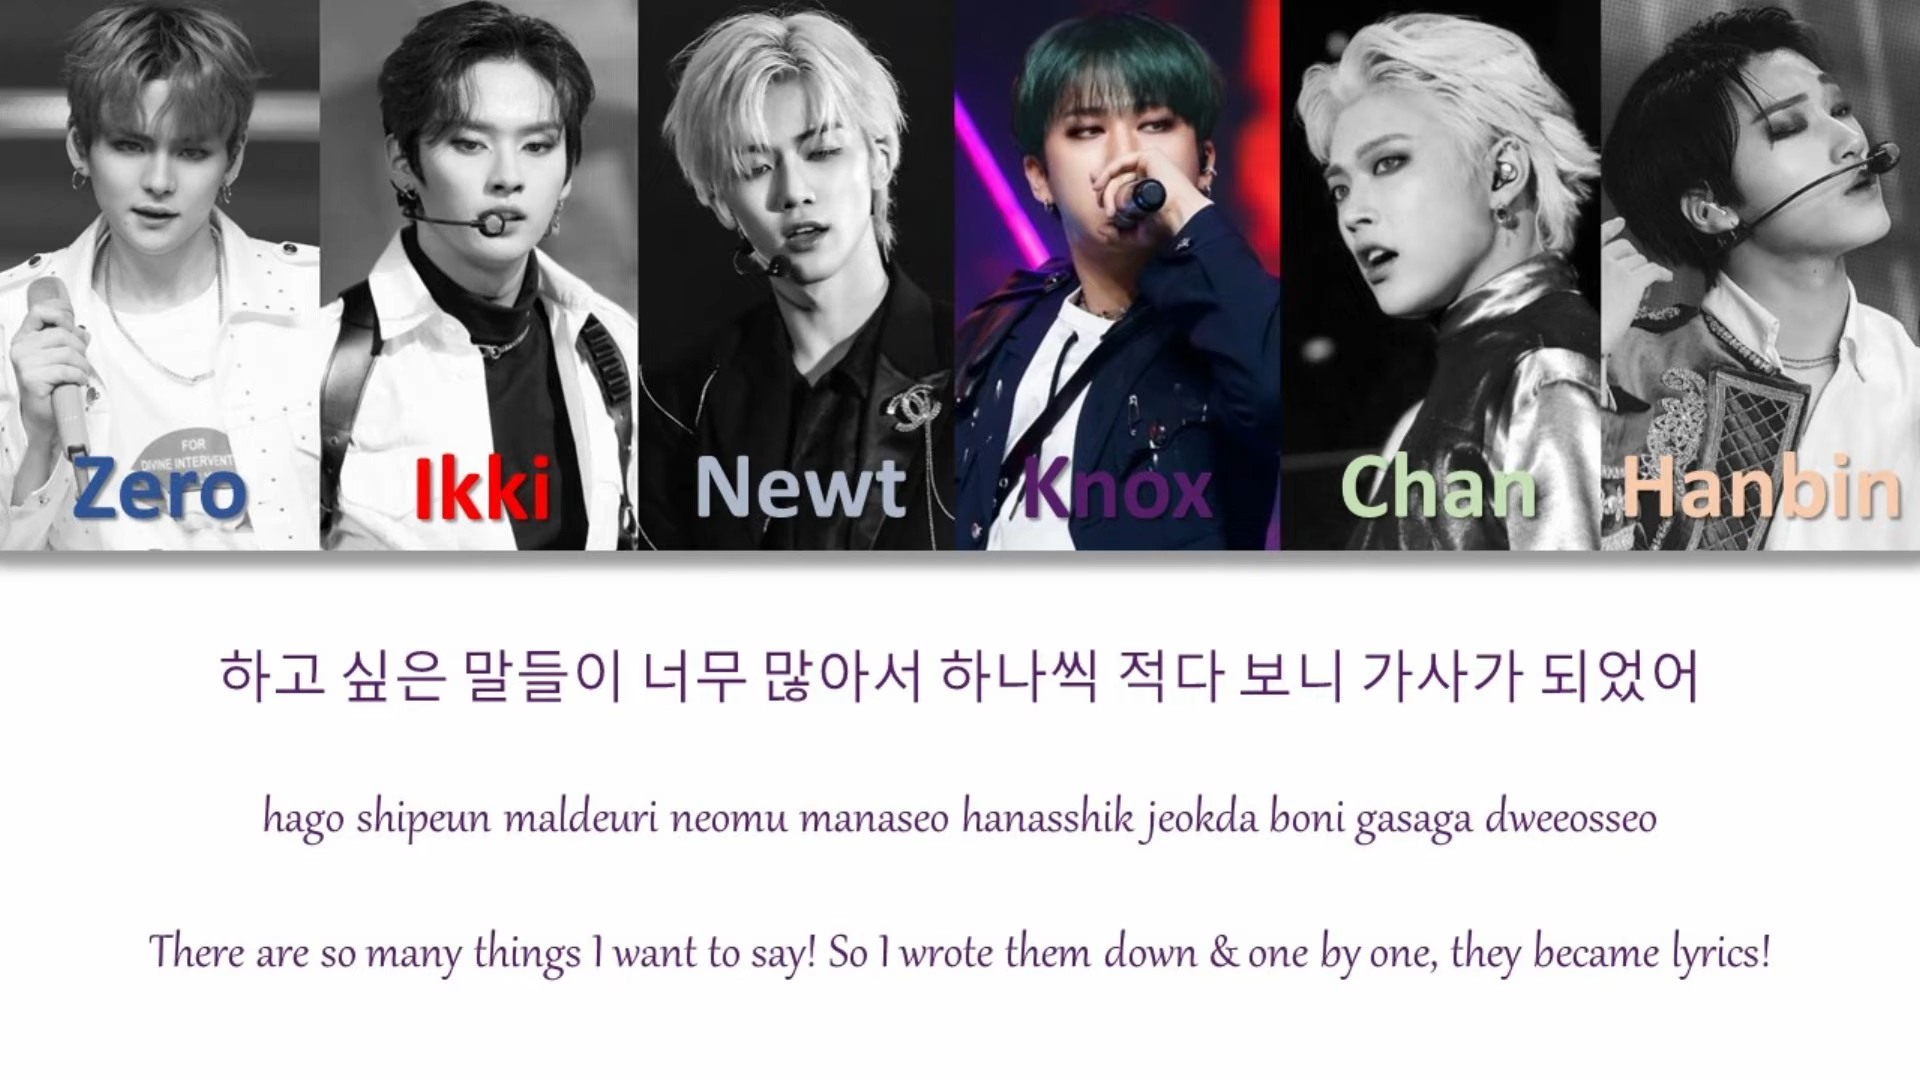 FOR
DIVINE INTERVENT
Zero Ikki Newt Knox Chan Hanbin
하고 싶은 말들이 너무 많아서 하나씩 적다 보니 가사가 되었어
hago shipeun maldeuri neomu manaseo hanasshik jeokda boni gasaga dweeosseo
There are so many things I want to say! So I wrote them down & one by one, they became lyrics!